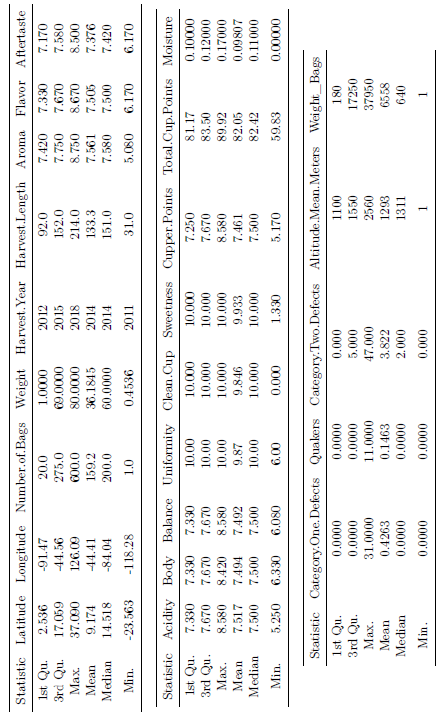 Statistic Latitude Longitude Number.of.Bags Weight Harvest.Year Harvest.Length Aroma Flavor Aftertaste
1st Qu. 2.536 -91.47 20.0 1.0000 2012 92.0 7.420 7.330 7.170
3rd Qu. 17.059 -44.56 275.0 69.0000 2015 152.0 7.750 7.670 7.580
Max. 37.090 126.09 600.0 80.0000 2018 214.0 8.750 8.670 8.500
Mean 9.174 -44.41 159.2 36.1845 2014 133.3 7.561 7.505 7.376
Median 14.518 -84.04 200.0 60.0000 2014 151.0 7.580 7.500 7.420
Min. -23.563 -118.28 1.0 0.4536 2011 31.0 5.080 6.170 6.170
Statistic Acidity Body Balance Uniformity Clean.Cup Sweetness Cupper.Points Total.Cup.Points Moisture
1st Qu. 7.330 7.330 7.330 10.00 10.000 10.000 7.250 81.17 0.10000
3rd Qu. 7.670 7.670 7.670 10.00 10.000 10.000 7.670 83.50 0.12000
Max. 8.580 8.420 8.580 10.00 10.000 10.000 8.580 89.92 0.17000
Mean 7.517 7.494 7.492 9.87 9.846 9.933 7.461 82.05 0.09807
Median 7.500 7.500 7.500 10.00 10.000 10.000 7.500 82.42 0.11000
Min. 5.250 6.330 6.080 6.00 0.000 1.330 5.170 59.83 0.00000
Statistic Category.One.Defects Quakers Category.Two.Defects Altitude.Mean.Meters Weight_Bags
1st Qu. 0.0000 0.0000 0.000 1100 180
3rd Qu. 0.0000 0.0000 5.000 1550 17250
Max. 31.0000 11.0000 47.000 2560 37950
Mean 0.4263 0.1463 3.822 1293 6558
Median 0.0000 0.0000 2.000 1311 640
Min. 0.0000 0.0000 0.000 1 1